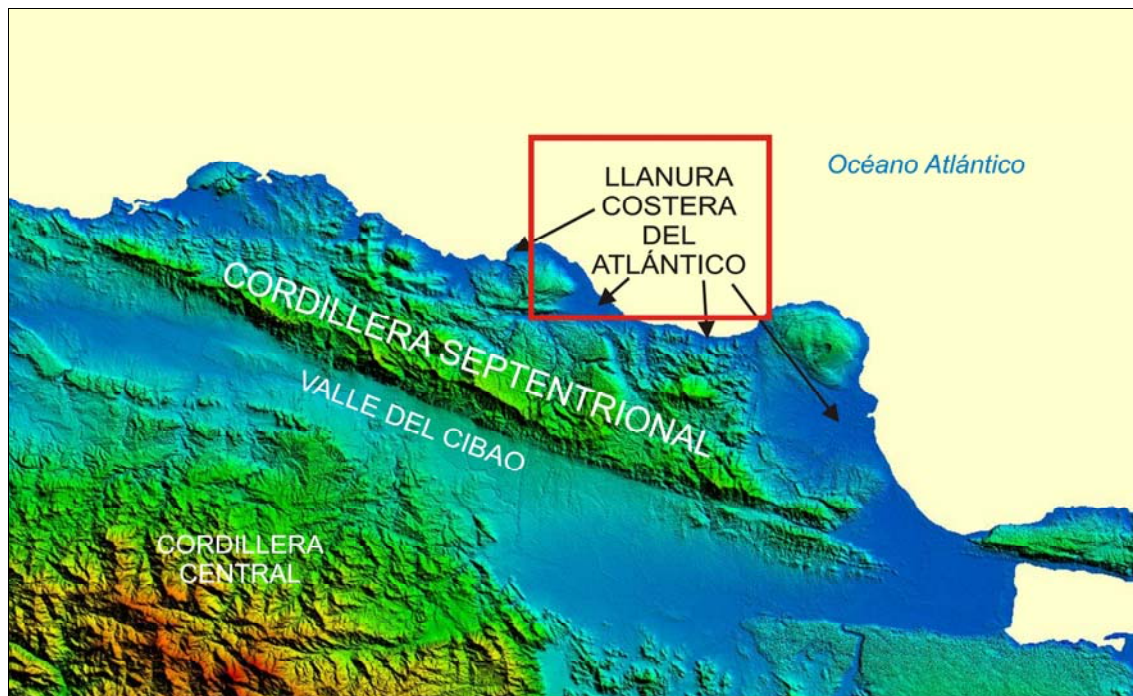 Océano Atlántico
LLANURA
COSTERA
DEL
ATLÁNTICO
CORDILLERA SEPTENTRIONAL
VALLE DEL CIBAO
CORDILLERA
CENTRAL